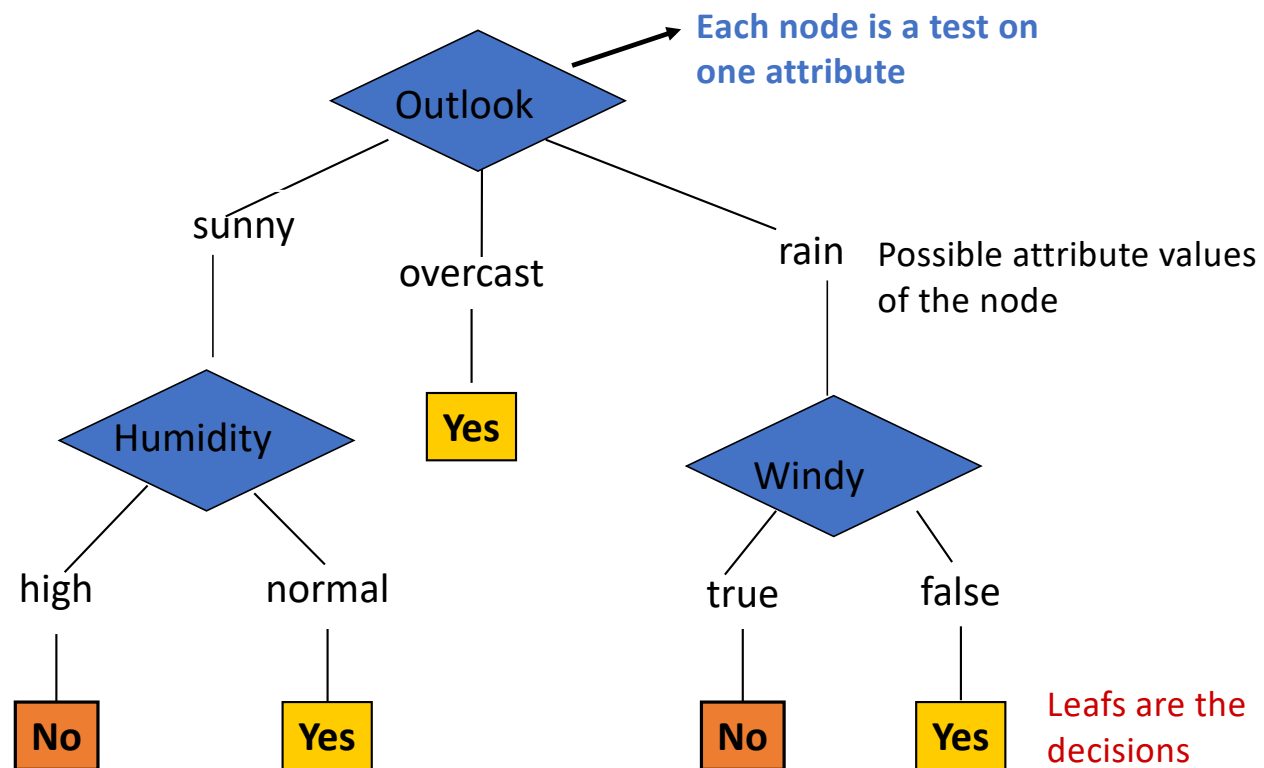 Each node is a test on
one attribute
Outlook
sunny
overcast
rain
Possible attribute values
of the node
Humidity
Yes
Windy
high
normal
true
false
No
Yes
No
Yes
Leafs are the
decisions